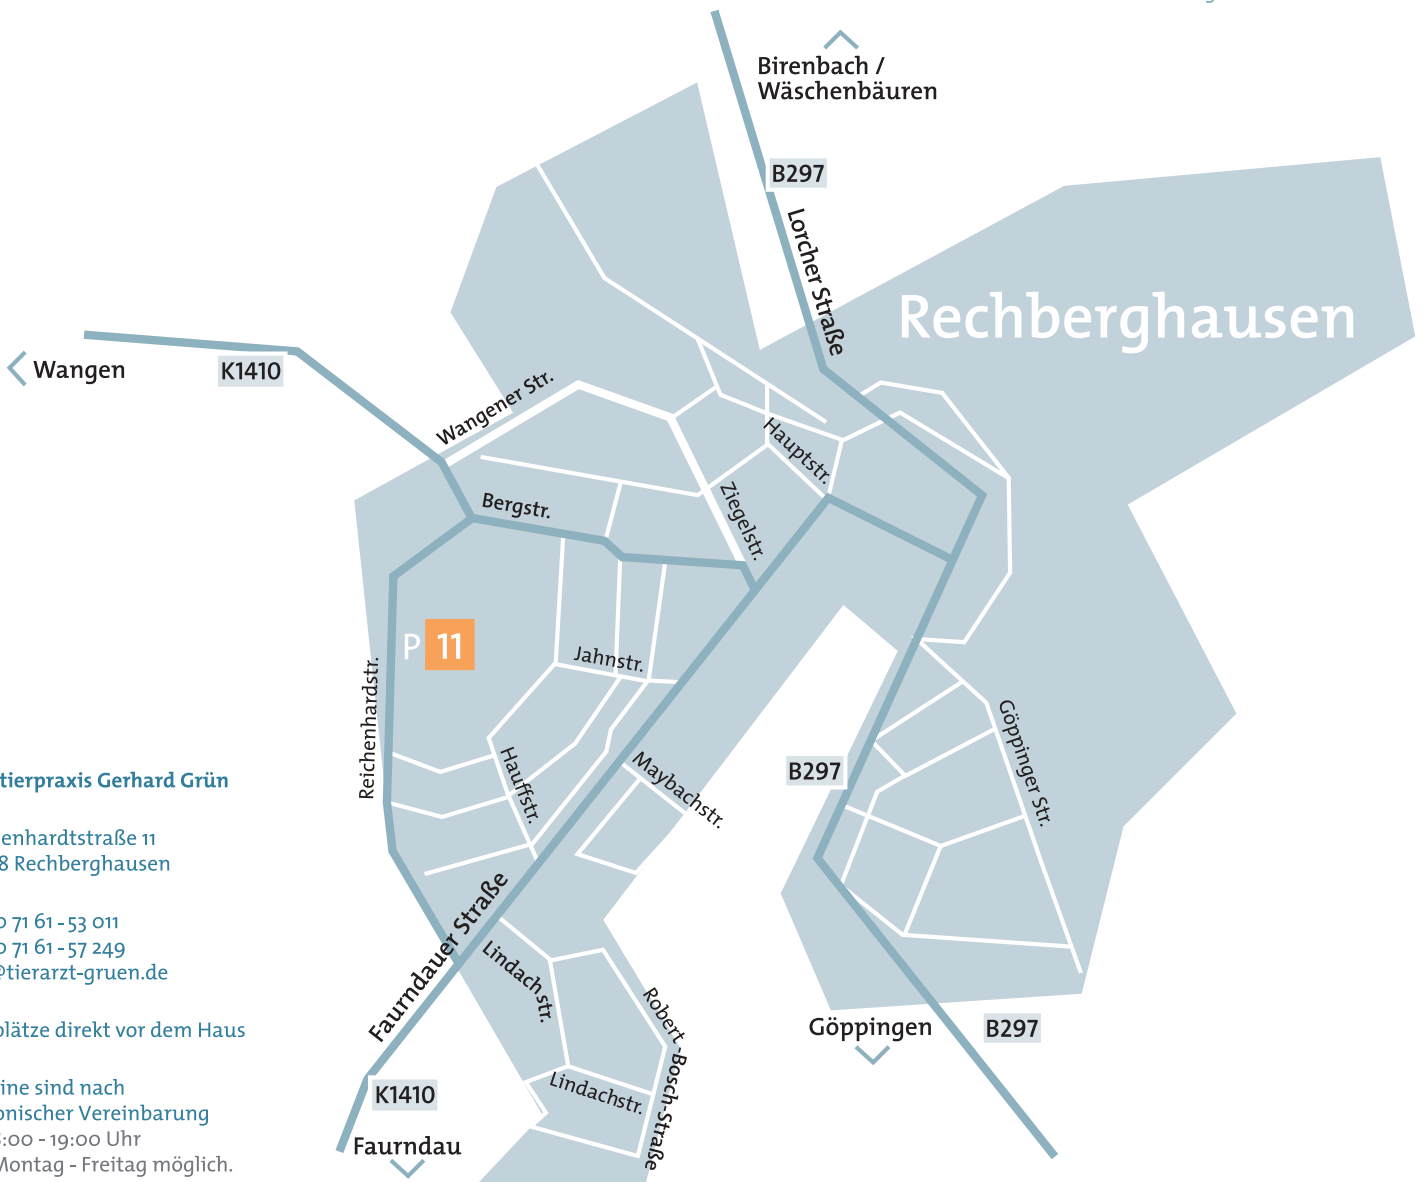 Birenbach /
Wäschenbäuren
B297
Lorcher Straße
Rechberghausen
Wangen
K1410
Wangener Str.
Hauptstr.
Bergstr.
Ziegelstr.
P 11
Jahnstr.
Reichenhardstr.
Hauffstr.
Maybachstr.
B297
Göppinger Str.
tierpraxis Gerhard Grün
enhardtstraße 11
8 Rechberghausen
0 71 61 - 53 011
0 71 61 - 57 249
@tierarzt-gruen.de
plätze direkt vor dem Haus
ine sind nach
onischer Vereinbarung
:00 - 19:00 Uhr
Montag - Freitag möglich.
Faurndauer Straße
Lindach str.
Robert -Bosch-Straße
Göppingen
B297
Lindachstr.
K1410
Faurndau